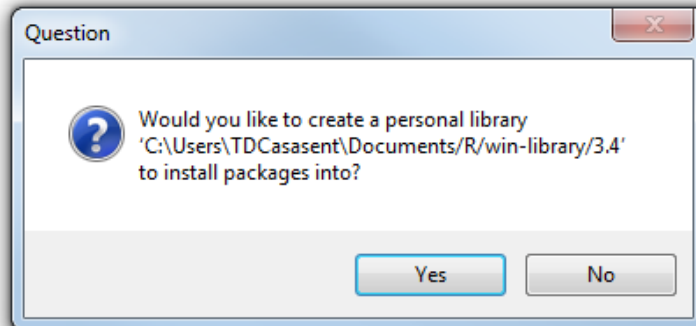 Question
Would you like to create a personal library
'C:\Users\TDCasasent\Documents/R/win-library/3.4'
to install packages into?
Yes
No